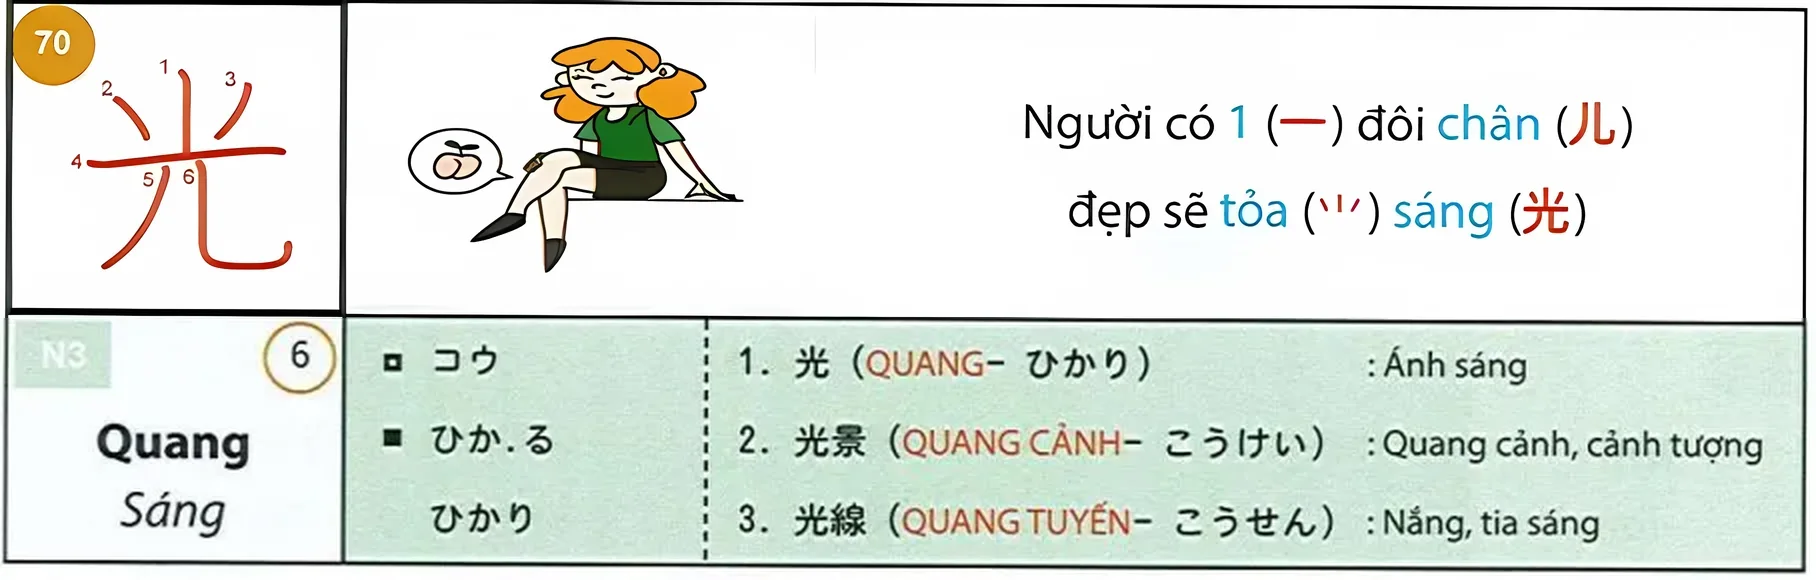 70
光
1
2
3
4
5
6
Người có 1 (一) đôi chân (儿)
đẹp sẽ tỏa (⺌) sáng (光)
N3
6
Quang
Sáng
コウ
ひか.る
ひかり
1. 光 (QUANG- ひかり) : Ánh sáng
2. 光景 (QUANG CẢNH- こうけい) : Quang cảnh, cảnh tượng
3. 光線 (QUANG TUYẾN- こうせん) : Nắng, tia sáng